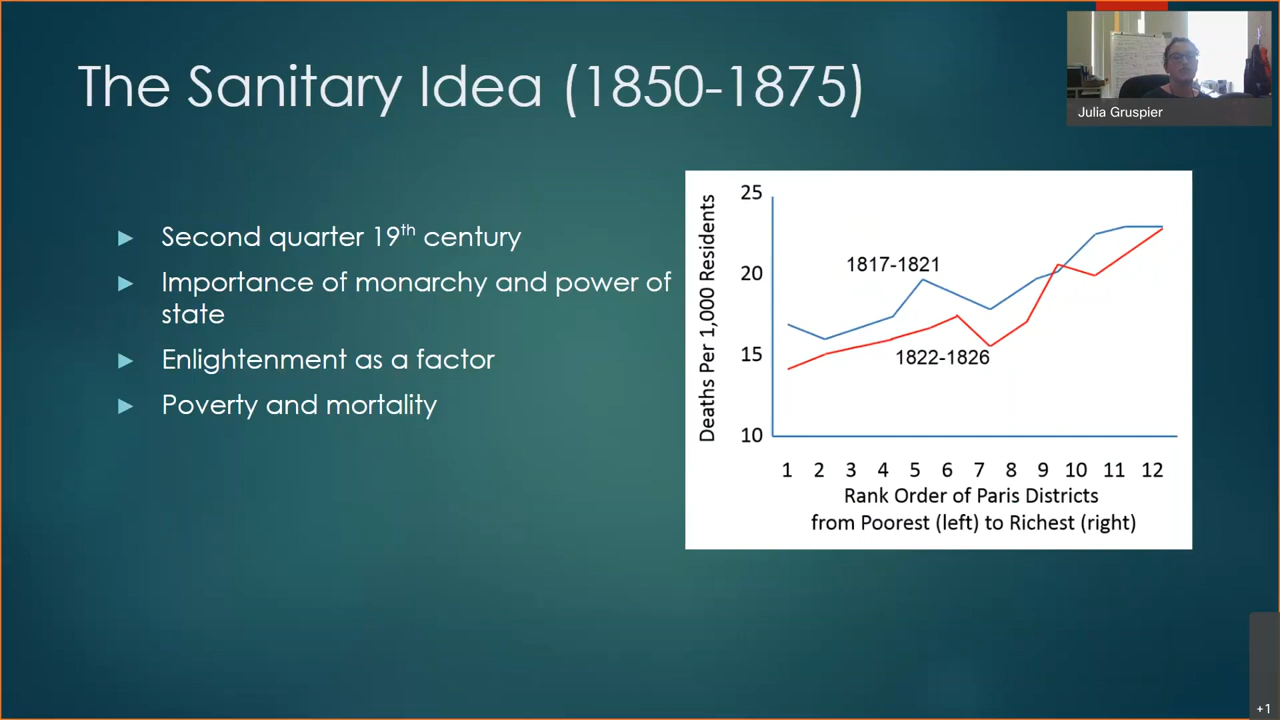 The Sanitary Idea (1850-1875)
Julia Gruspier
► Second quarter 19th century
► Importance of monarchy and power of
state
► Enlightenment as a factor
► Poverty and mortality
Deaths Per 1,000 Residents
25
20
15
10
1817-1821
1822-1826
1 2 3 4 5 6 7 8 9 10 11 12
Rank Order of Paris Districts
from Poorest (left) to Richest (right)
+1